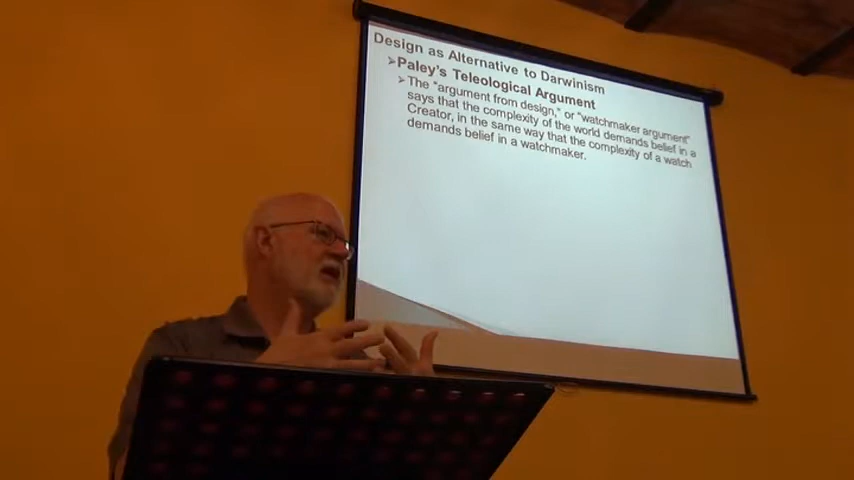 Design as Alternative to Darwinism
➢Paley's Teleological Argument
➢The "argument from design," or "watchmaker argument"
says that the complexity of the world demands belief in a
Creator, in the same way that the complexity of a watch
demands belief in a watchmaker.